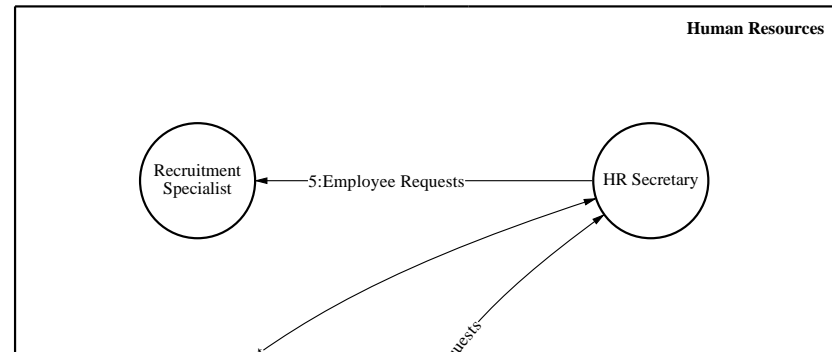 Human Resources
Recruitment
Specialist
5:Employee Requests
HR Secretary